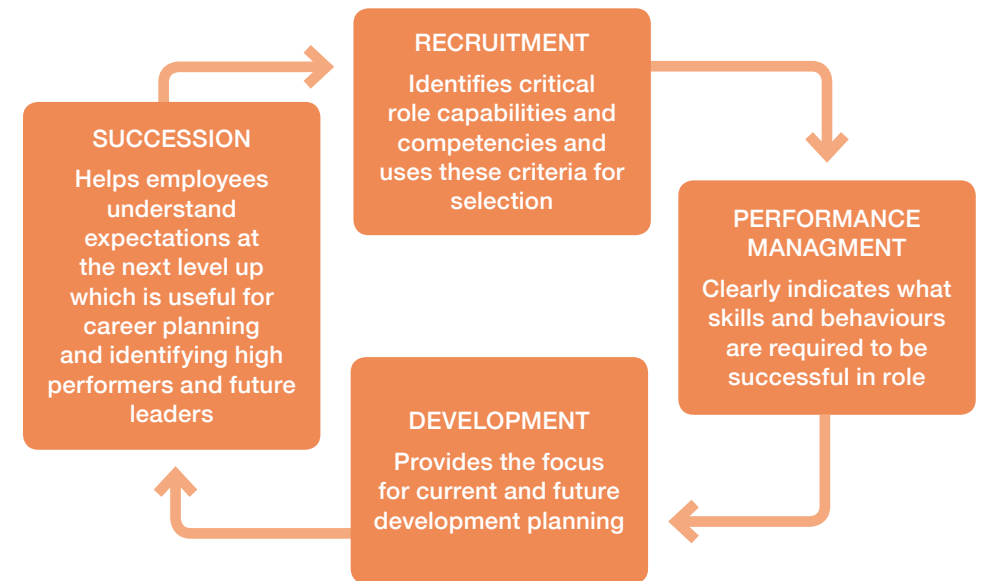 RECRUITMENT
Identifies critical
role capabilities and
competencies and
uses these criteria for
selection
PERFORMANCE
MANAGMENT
Clearly indicates what
skills and behaviours
are required to be
successful in role
DEVELOPMENT
Provides the focus
for current and future
development planning
SUCCESSION
Helps employees
understand
expectations at
the next level up
which is useful for
career planning
and identifying high
performers and future
leaders